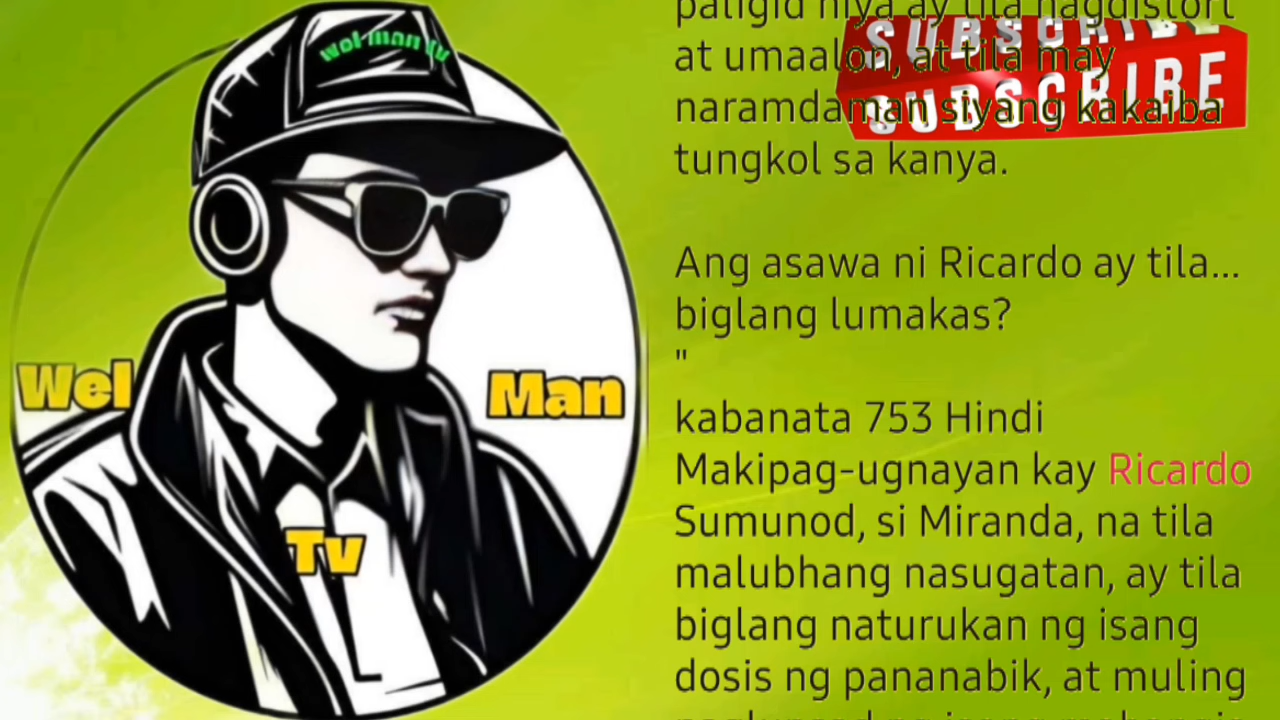 wel man tv
Wel
Man
Tv
SUBSCRIBE
SUBSCRIBE
paligid niya ay tila nagdistort
at umaalon, at tila may
naramdaman siyang kakaiba
tungkol sa kanya.
Ang asawa ni Ricardo ay tila...
biglang lumakas?
"
kabanata 753 Hindi
Makipag-ugnayan kay Ricardo
Sumunod, si Miranda, na tila
malubhang nasugatan, ay tila
biglang naturukan ng isang
dosis ng pananabik, at muling